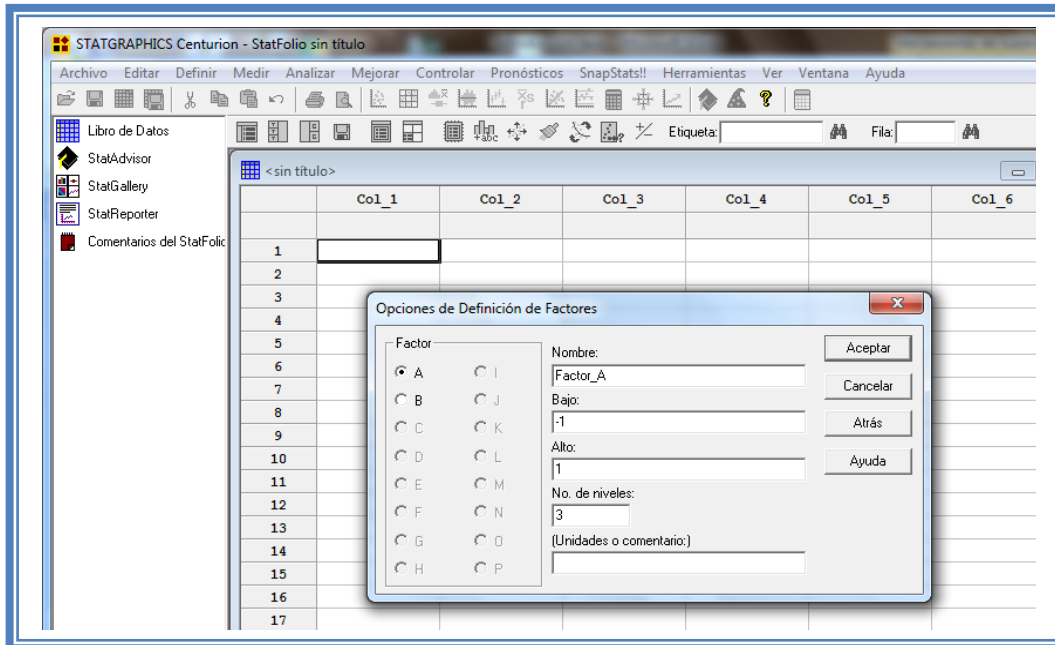 STATGRAPHICS Centurion - StatFolio sin título
Archivo Editar Definir Medir Analizar Mejorar Controlar Pronósticos SnapStats!! Herramientas Ver Ventana Ayuda
Libro de Datos
StatAdvisor
StatGallery
StatReporter
Comentarios del StatFolic
Etiqueta:
Fila:
<sin título>
Col_1 Col_2 Col_3 Col_4 Col_5 Col_6
1
2
3
4
5
6
7
8
9
10
11
12
13
14
15
16
17
Opciones de Definición de Factores
Factor
A I
B J
C K
D L
E M
F N
G O
H P
Nombre:
Factor_A
Bajo:
-1
Alto:
1
No. de niveles:
3
(Unidades o comentario:)
Aceptar
Cancelar
Atrás
Ayuda